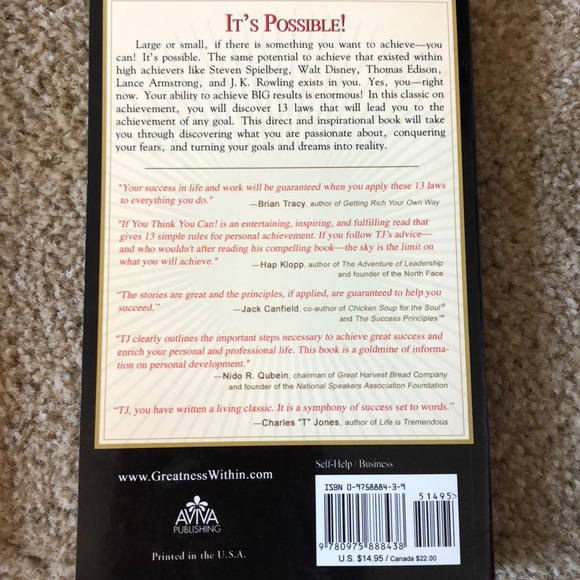 IT'S POSSIBLE!
Large or small, if there is something you want to achieve—you
can! It's possible. The same potential to achieve that existed within
high achievers like Steven Spielberg, Walt Disney, Thomas Edison,
Lance Armstrong, and J. K. Rowling exists in you. Yes, you—right
now. Your ability to achieve BIG results is enormous! In this classic on
achievement, you will discover 13 laws that will lead you to the
achievement of any goal. This direct and inspirational book will take
you through discovering what you are passionate about, conquering
your fears, and turning your goals and dreams into reality.
"Your success in life and work will be guaranteed when you apply these 13 laws
to everything you do."
—Brian Tracy, author of Getting Rich Your Own Way
"If You Think You Can! is an entertaining, inspiring, and fulfilling read that
gives 13 simple rules for personal achievement. If you follow TJ's advice—
and who wouldn't after reading his compelling book—the sky is the limit on
what you will achieve."
—Hap Klopp, author of The Adventure of Leadership
and founder of the North Face
"The stories are great and the principles, if applied, are guaranteed to help you
succeed."
—Jack Canfield, co-author of Chicken Soup for the Soul®
and The Success Principles™
"TJ clearly outlines the important steps necessary to achieve great success and
enrich your personal and professional life. This book is a goldmine of informa-
tion on personal development."
—Nido R. Qubein, chairman of Great Harvest Bread Company
and founder of the National Speakers Association Foundation
"TJ, you have written a living classic. It is a symphony of success set to words."
—Charles "T" Jones, author of Life is Tremendous
www.GreatnessWithin.com
AVIVA
PUBLISHING
Printed in the U.S.A.
Self-Help / Business
ISBN 0-9758884-3-9
51495>
9 780975 888438
U.S. $14.95 / Canada $22.00